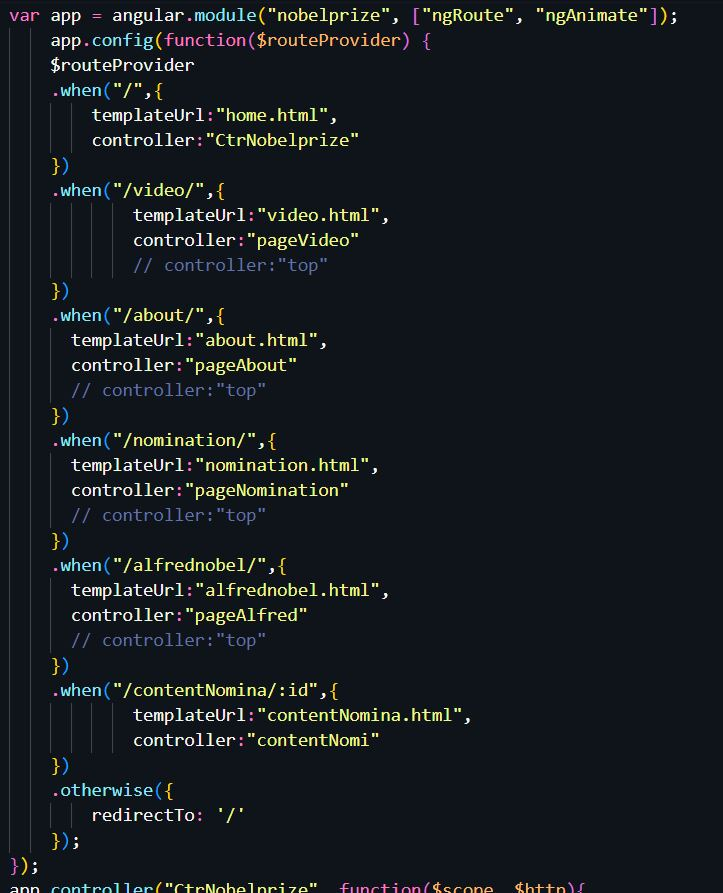 var app = angular.module("nobelprize", ["ngRoute", "ngAnimate"]);
    app.config(function($routeProvider) {
    $routeProvider
    .when("/",{
        templateUrl:"home.html",
        controller:"CtrNobelprize"
    })
    .when("/video/",{
            templateUrl:"video.html",
            controller:"pageVideo"
            // controller:"top"
    })
    .when("/about/",{
      templateUrl:"about.html",
      controller:"pageAbout"
      // controller:"top"
    })
    .when("/nomination/",{
      templateUrl:"nomination.html",
      controller:"pageNomination"
      // controller:"top"
    })
    .when("/alfrednobel/",{
      templateUrl:"alfrednobel.html",
      controller:"pageAlfred"
      // controller:"top"
    })
    .when("/contentNomina/:id",{
            templateUrl:"contentNomina.html",
            controller:"contentNomi"
    })
    .otherwise({
        redirectTo: '/'
    });
});
app.controller("CtrNobelprize", function($scope, $http){